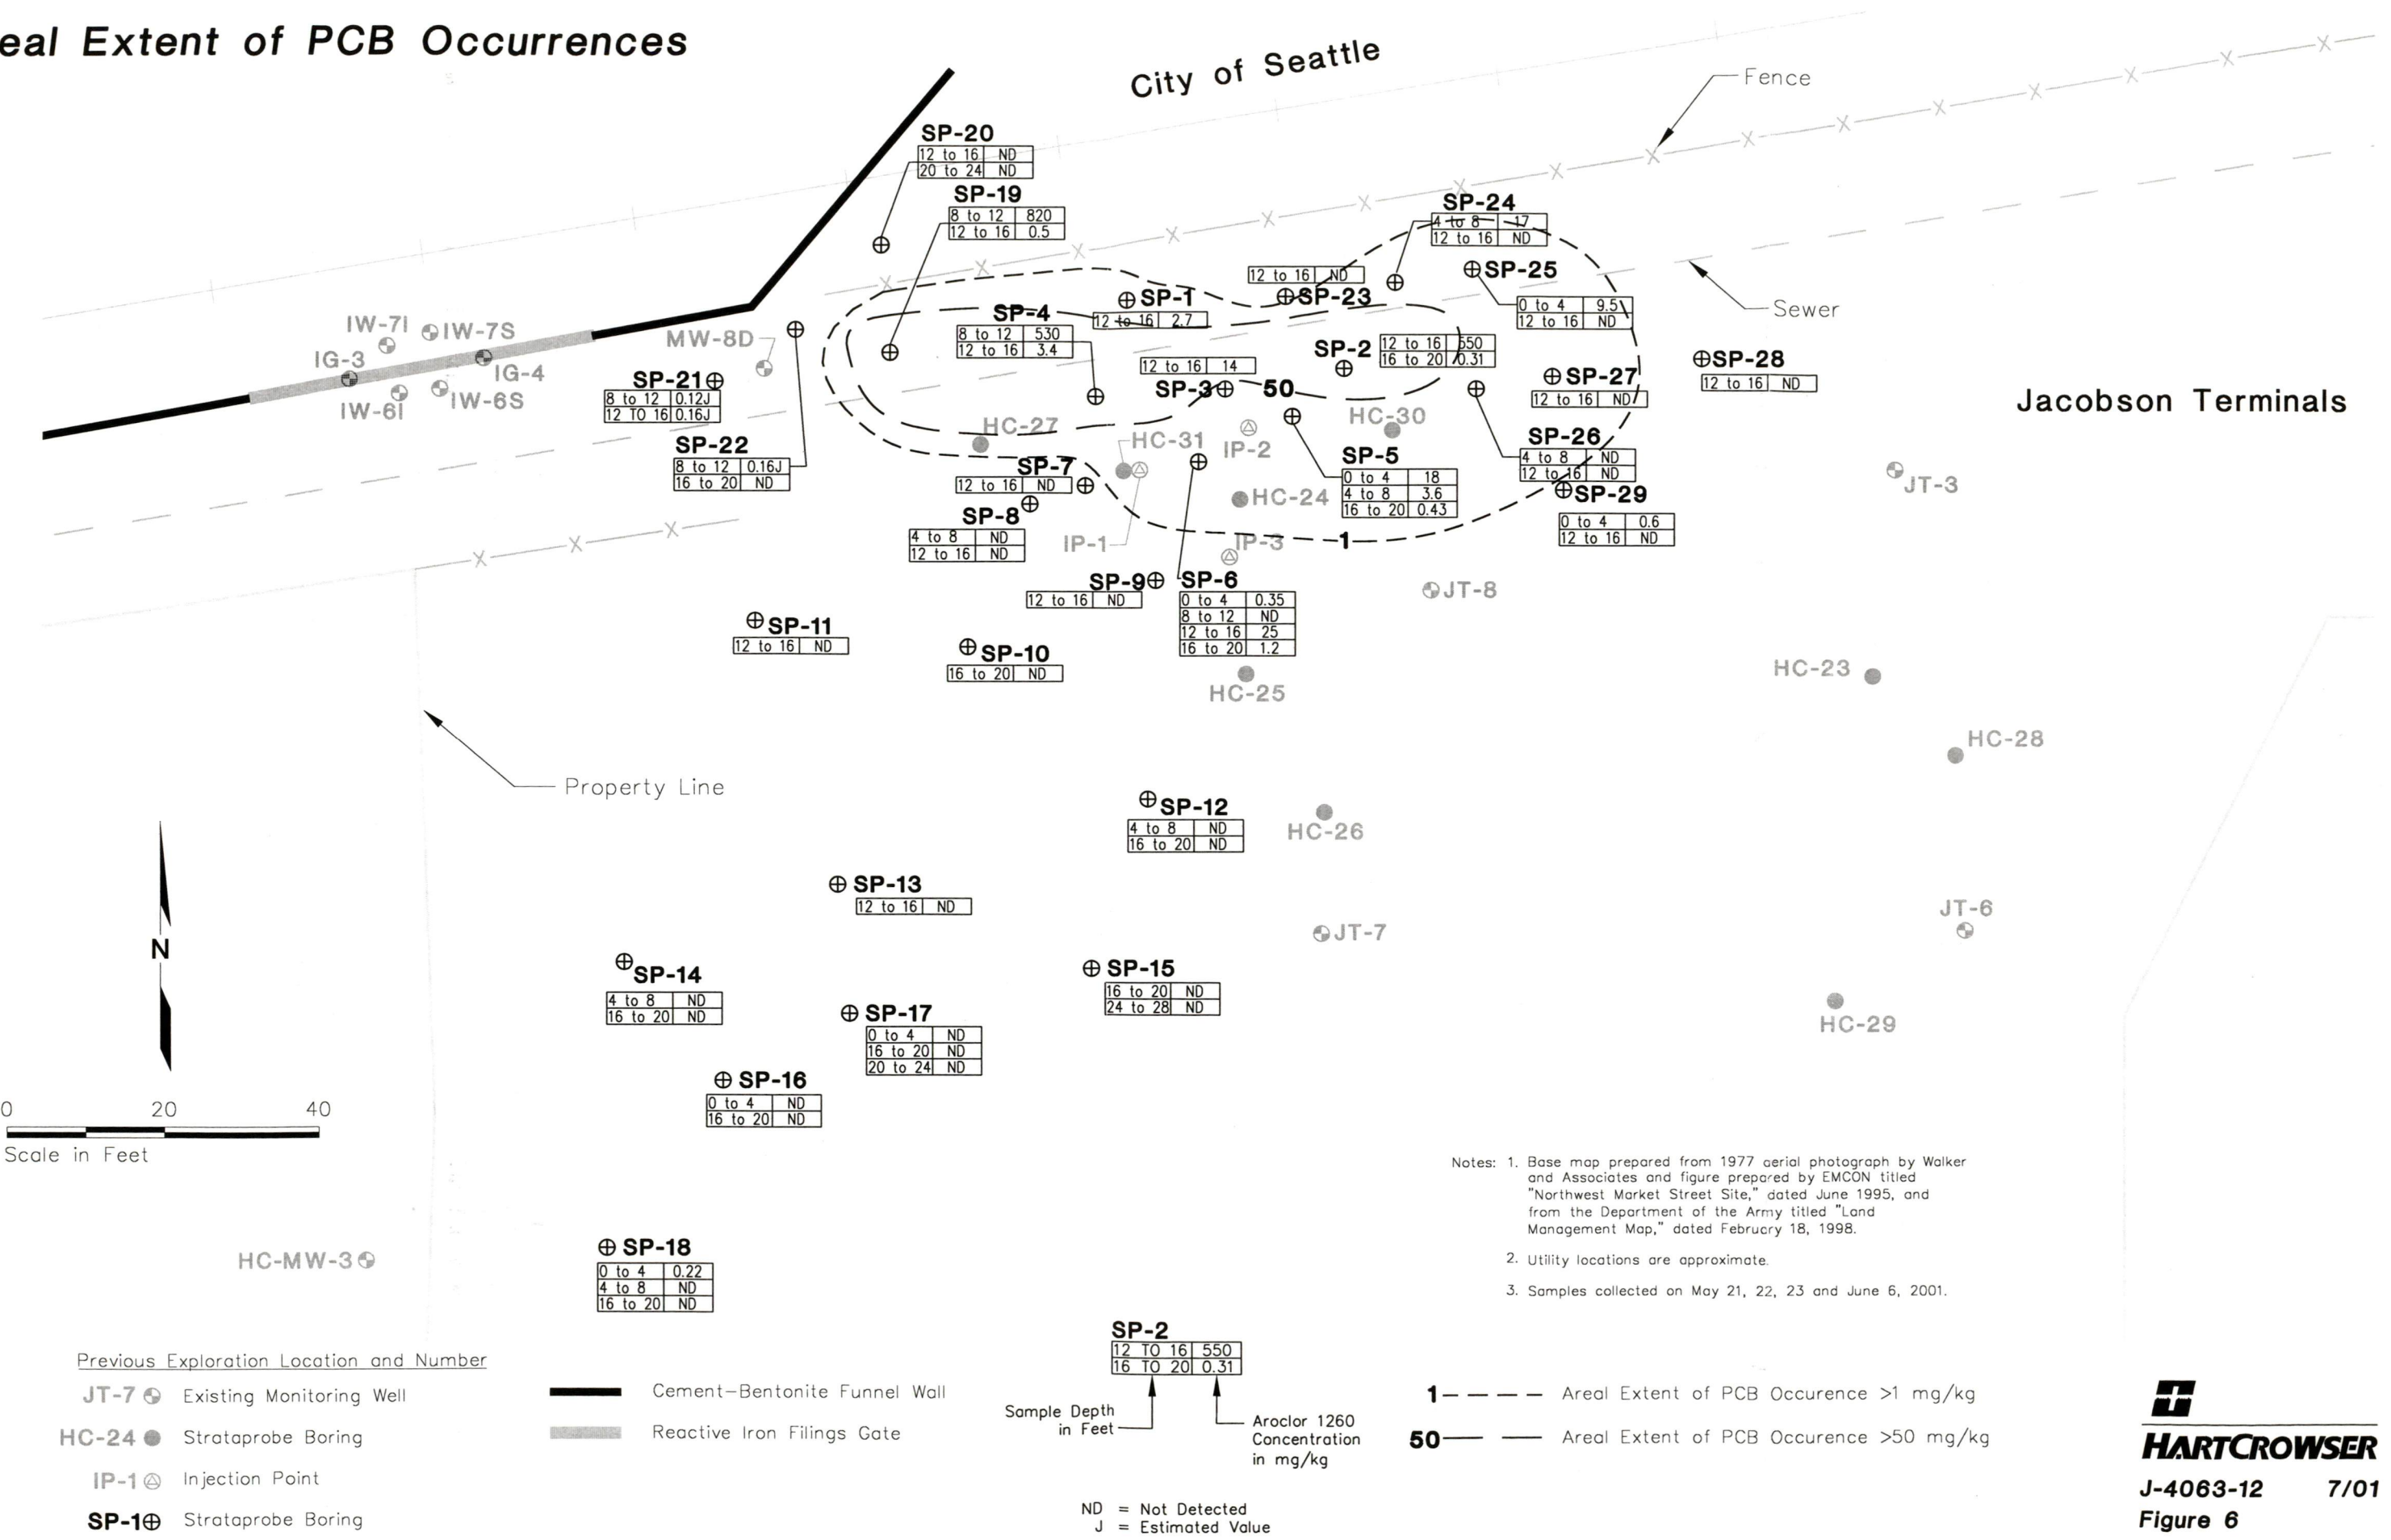 eal Extent of PCB Occurrences
City of Seattle
Fence
SP-20
12 to 16 ND
20 to 24 ND
SP-19
8 to 12 820
12 to 16 0.5
SP-24
4 to 8 17
12 to 16 ND
SP-25
0 to 4 9.5
12 to 16 ND
12 to 16 ND
SP-23
SP-1
12 to 16 2.7
SP-4
8 to 12 530
12 to 16 3.4
Sewer
IW-7I
IW-7S
IG-3
IG-4
IW-6I
IW-6S
MW-8D
SP-21
8 to 12 0.12J
12 TO 16 0.16J
SP-22
8 to 12 0.16J
16 to 20 ND
SP-2
12 to 16 550
16 to 20 0.31
12 to 16 14
SP-3
50
SP-27
12 to 16 ND
SP-28
12 to 16 ND
Jacobson Terminals
HC-27
HC-31
IP-2
HC-30
SP-26
4 to 8 ND
12 to 16 ND
SP-7
12 to 16 ND
SP-5
0 to 4 18
4 to 8 3.6
16 to 20 0.43
HC-24
SP-29
0 to 4 0.6
12 to 16 ND
JT-3
SP-8
4 to 8 ND
12 to 16 ND
IP-1
IP-3
1
SP-9
12 to 16 ND
SP-6
0 to 4 0.35
8 to 12 ND
12 to 16 25
16 to 20 1.2
JT-8
SP-11
12 to 16 ND
SP-10
16 to 20 ND
HC-25
HC-23
HC-28
Property Line
SP-12
4 to 8 ND
16 to 20 ND
HC-26
SP-13
12 to 16 ND
JT-7
JT-6
N
SP-14
4 to 8 ND
16 to 20 ND
SP-15
16 to 20 ND
24 to 28 ND
SP-17
0 to 4 ND
16 to 20 ND
20 to 24 ND
HC-29
SP-16
0 to 4 ND
16 to 20 ND
0 20 40
Scale in Feet
Notes: 1. Base map prepared from 1977 aerial photograph by Walker
and Associates and figure prepared by EMCON titled
"Northwest Market Street Site," dated June 1995, and
from the Department of the Army titled "Land
Management Map," dated February 18, 1998.
2. Utility locations are approximate.
3. Samples collected on May 21, 22, 23 and June 6, 2001.
HC-MW-3
SP-18
0 to 4 0.22
4 to 8 ND
16 to 20 ND
Previous Exploration Location and Number
JT-7 Existing Monitoring Well
HC-24 Strataprobe Boring
IP-1 Injection Point
SP-1 Strataprobe Boring
Cement-Bentonite Funnel Wall
Reactive Iron Filings Gate
SP-2
12 TO 16 550
16 TO 20 0.31
Sample Depth
in Feet
Aroclor 1260
Concentration
in mg/kg
ND = Not Detected
J = Estimated Value
1 Areal Extent of PCB Occurence >1 mg/kg
50 Areal Extent of PCB Occurence >50 mg/kg
HARTCROWSER
J-4063-12 7/01
Figure 6